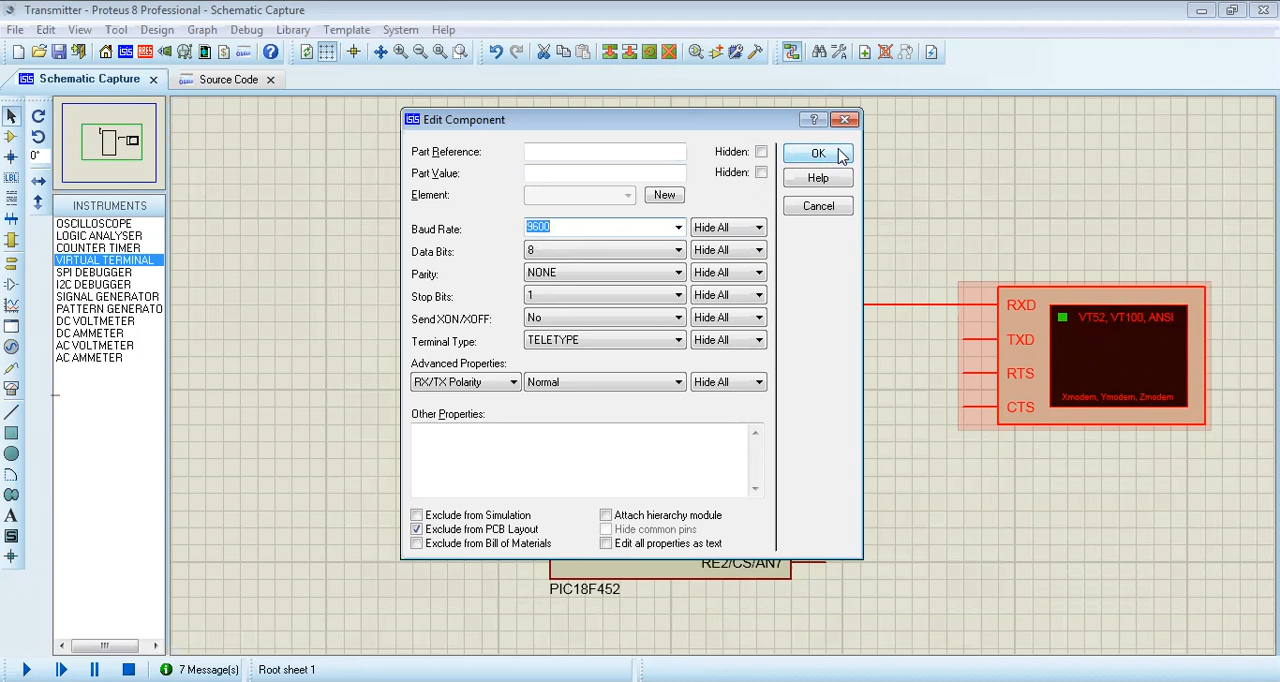 Transmitter - Proteus 8 Professional - Schematic Capture
File Edit View Tool Design Graph Debug Library Template System Help
ISIS ARES
ISIS Schematic Capture Source Code
0°
LBL
A
INSTRUMENTS
OSCILLOSCOPE
LOGIC ANALYSER
COUNTER TIMER
VIRTUAL TERMINAL
SPI DEBUGGER
I2C DEBUGGER
SIGNAL GENERATOR
PATTERN GENERATO
DC VOLTMETER
DC AMMETER
AC VOLTMETER
AC AMMETER
ISIS Edit Component
Part Reference: Hidden: OK
Part Value: Hidden: Help
Element: New Cancel
Baud Rate: 9600 Hide All
Data Bits: 8 Hide All
Parity: NONE Hide All
Stop Bits: 1 Hide All
Send XON/XOFF: No Hide All
Terminal Type: TELETYPE Hide All
Advanced Properties:
RX/TX Polarity Normal Hide All
Other Properties:
Exclude from Simulation Attach hierarchy module
Exclude from PCB Layout Hide common pins
Exclude from Bill of Materials Edit all properties as text
RXD
TXD
RTS
CTS
VT52, VT100, ANSI
Xmodem, Ymodem, Zmodem
RE2/CS/AN7
PIC18F452
7 Message(s) Root sheet 1